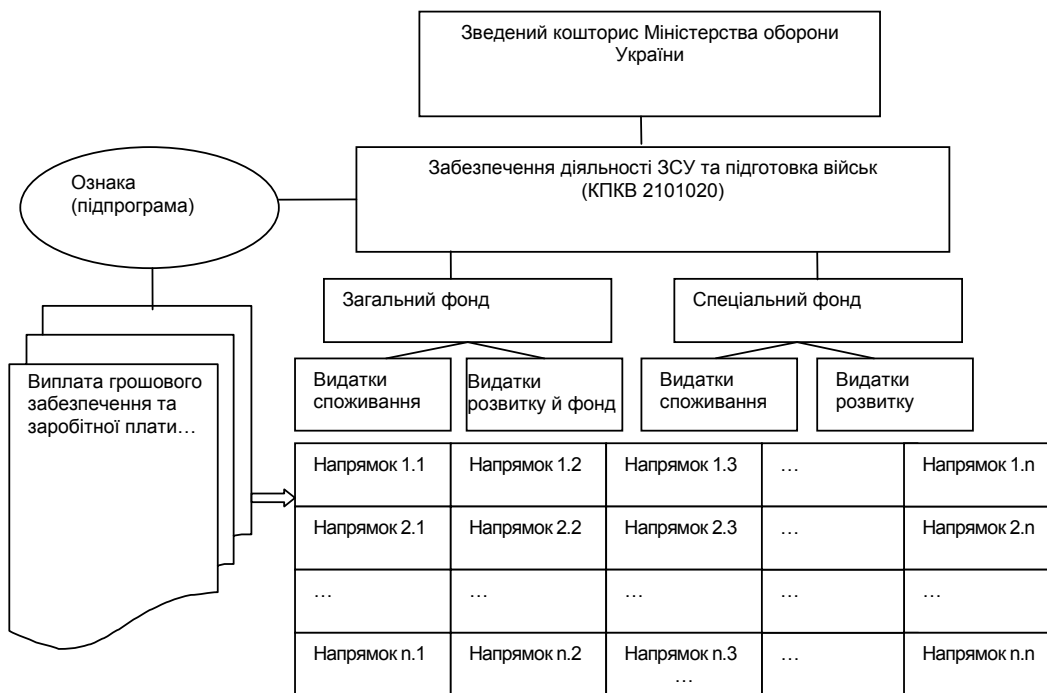 Зведений кошторис Міністерства оборони
України
Забезпечення діяльності ЗСУ та підготовка військ
(КПКВ 2101020)
Ознака
(підпрограма)
Загальний фонд
Спеціальний фонд
Виплата грошового
забезпечення та
заробітної плати…
Видатки
споживання
Видатки
розвитку й фонд
Видатки
споживання
Видатки
розвитку
Напрямок 1.1 Напрямок 1.2 Напрямок 1.3 … Напрямок 1.n
Напрямок 2.1 Напрямок 2.2 Напрямок 2.3 … Напрямок 2.n
… … … … …
Напрямок n.1 Напрямок n.2 Напрямок n.3 … Напрямок n.n
…